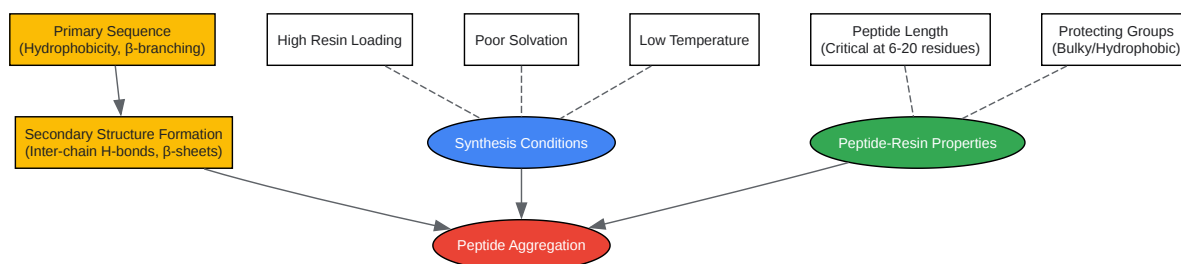 Primary Sequence
(Hydrophobicity, β-branching)
High Resin Loading
Poor Solvation
Low Temperature
Peptide Length
(Critical at 6-20 residues)
Protecting Groups
(Bulky/Hydrophobic)
Secondary Structure Formation
(Inter-chain H-bonds, β-sheets)
Synthesis Conditions
Peptide-Resin Properties
Peptide Aggregation